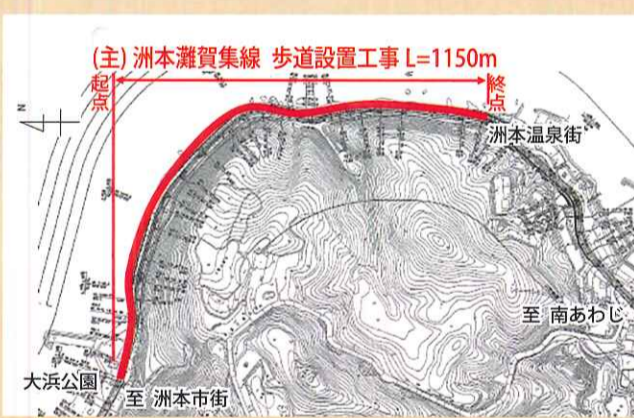 (主) 洲本灘賀集線 歩道設置工事 L=1150m
起点
終点
N
洲本温泉街
至 南あわじ
大浜公園
至 洲本市街